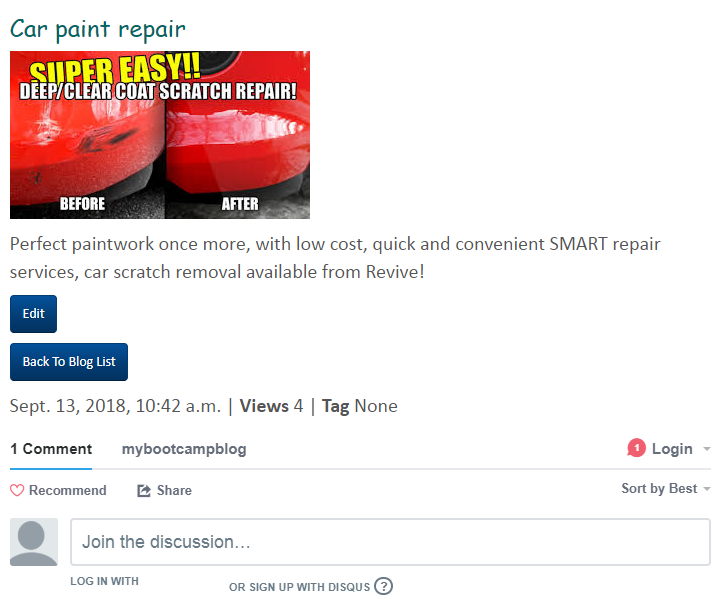 Car paint repair
SUPER EASY!!
DEEP/CLEAR COAT SCRATCH REPAIR!
BEFORE AFTER
Perfect paintwork once more, with low cost, quick and convenient SMART repair
services, car scratch removal available from Revive!
Edit
Back To Blog List
Sept. 13, 2018, 10:42 a.m. | Views 4 | Tag None
1 Comment mybootcampblog 1 Login
Recommend Share Sort by Best
Join the discussion...
LOG IN WITH OR SIGN UP WITH DISQUS ?